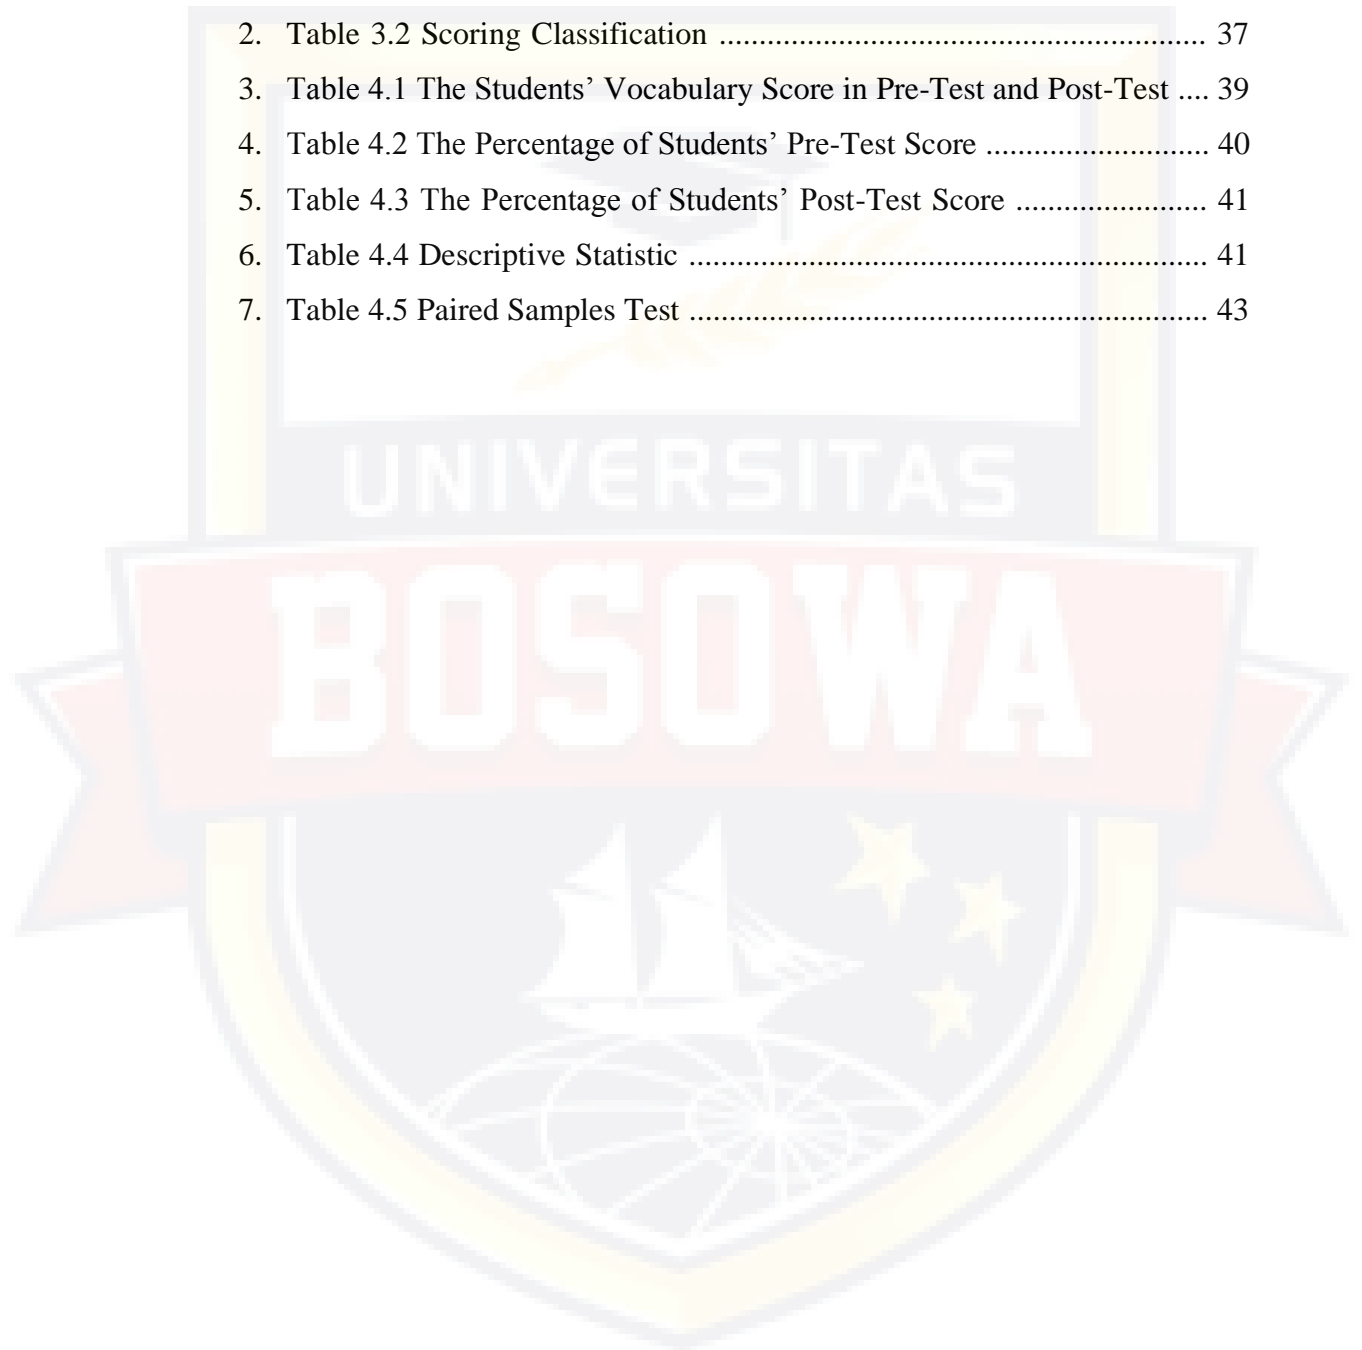 2. Table 3.2 Scoring Classification ............................................................ 37
3. Table 4.1 The Students’ Vocabulary Score in Pre-Test and Post-Test .... 39
4. Table 4.2 The Percentage of Students’ Pre-Test Score ............................ 40
5. Table 4.3 The Percentage of Students’ Post-Test Score ........................ 41
6. Table 4.4 Descriptive Statistic ................................................................ 41
7. Table 4.5 Paired Samples Test ................................................................ 43
UNIVERSITAS
BOSOWA